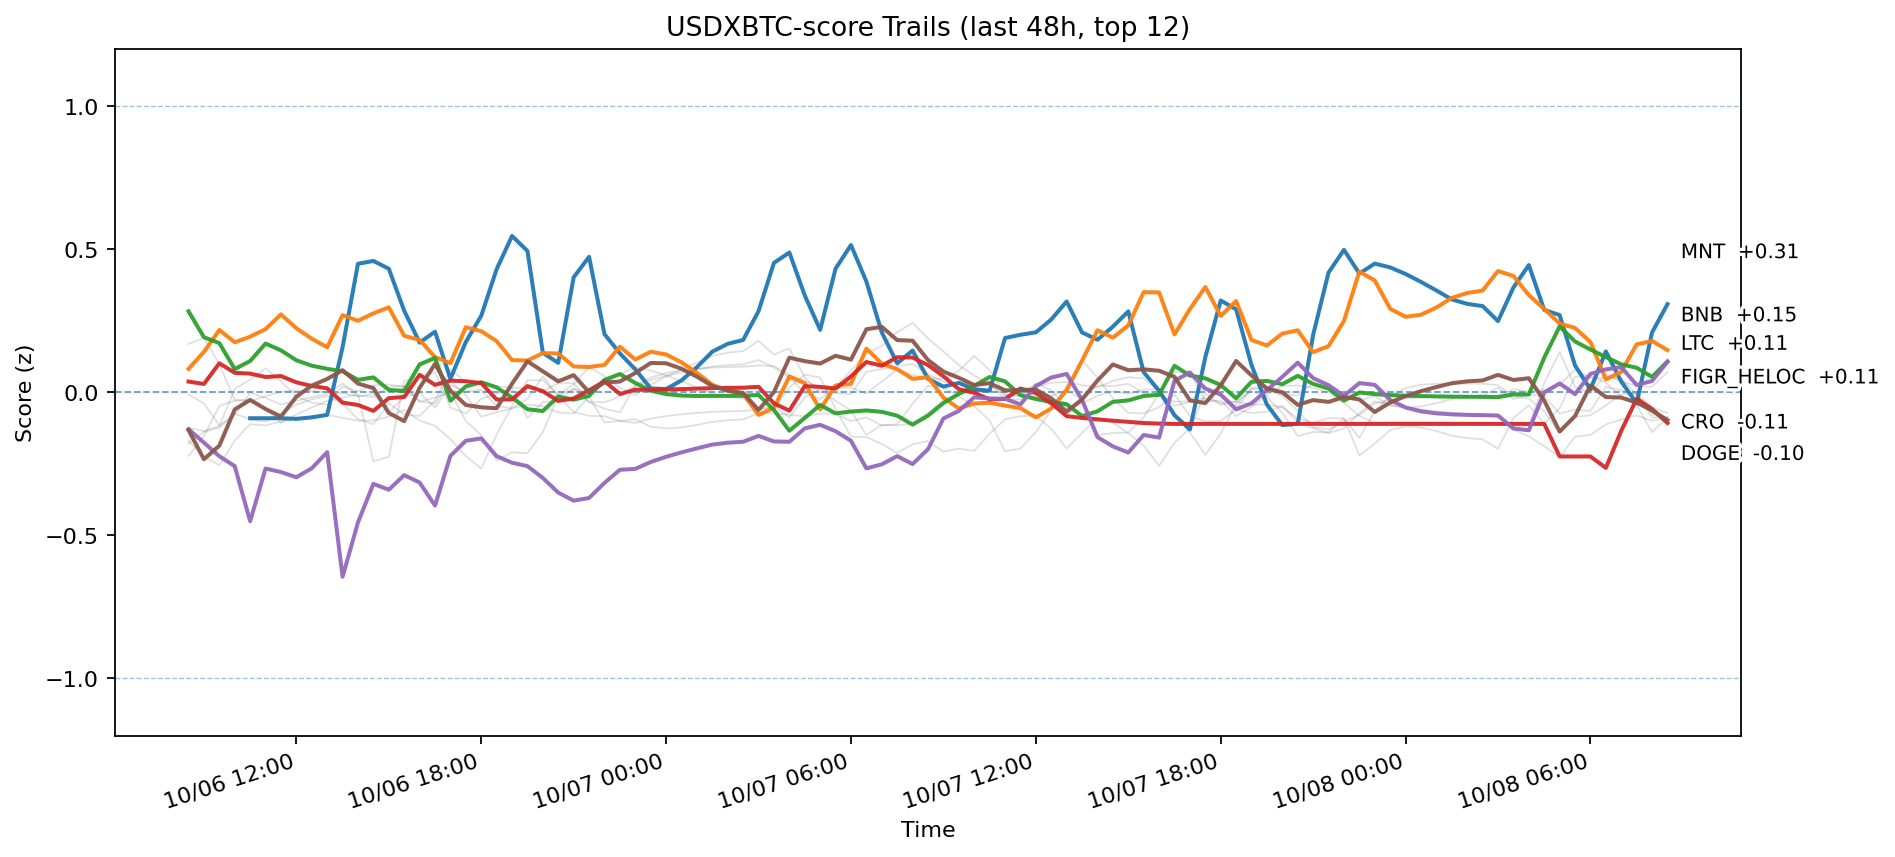 USDXBTC-score Trails (last 48h, top 12)
Score (z)
1.0
0.5
0.0
−0.5
−1.0
MNT +0.31
BNB +0.15
LTC +0.11
FIGR_HELOC +0.11
CRO -0.11
DOGE -0.10
10/06 12:00
10/06 18:00
10/07 00:00
10/07 06:00
10/07 12:00
10/07 18:00
10/08 00:00
10/08 06:00
Time